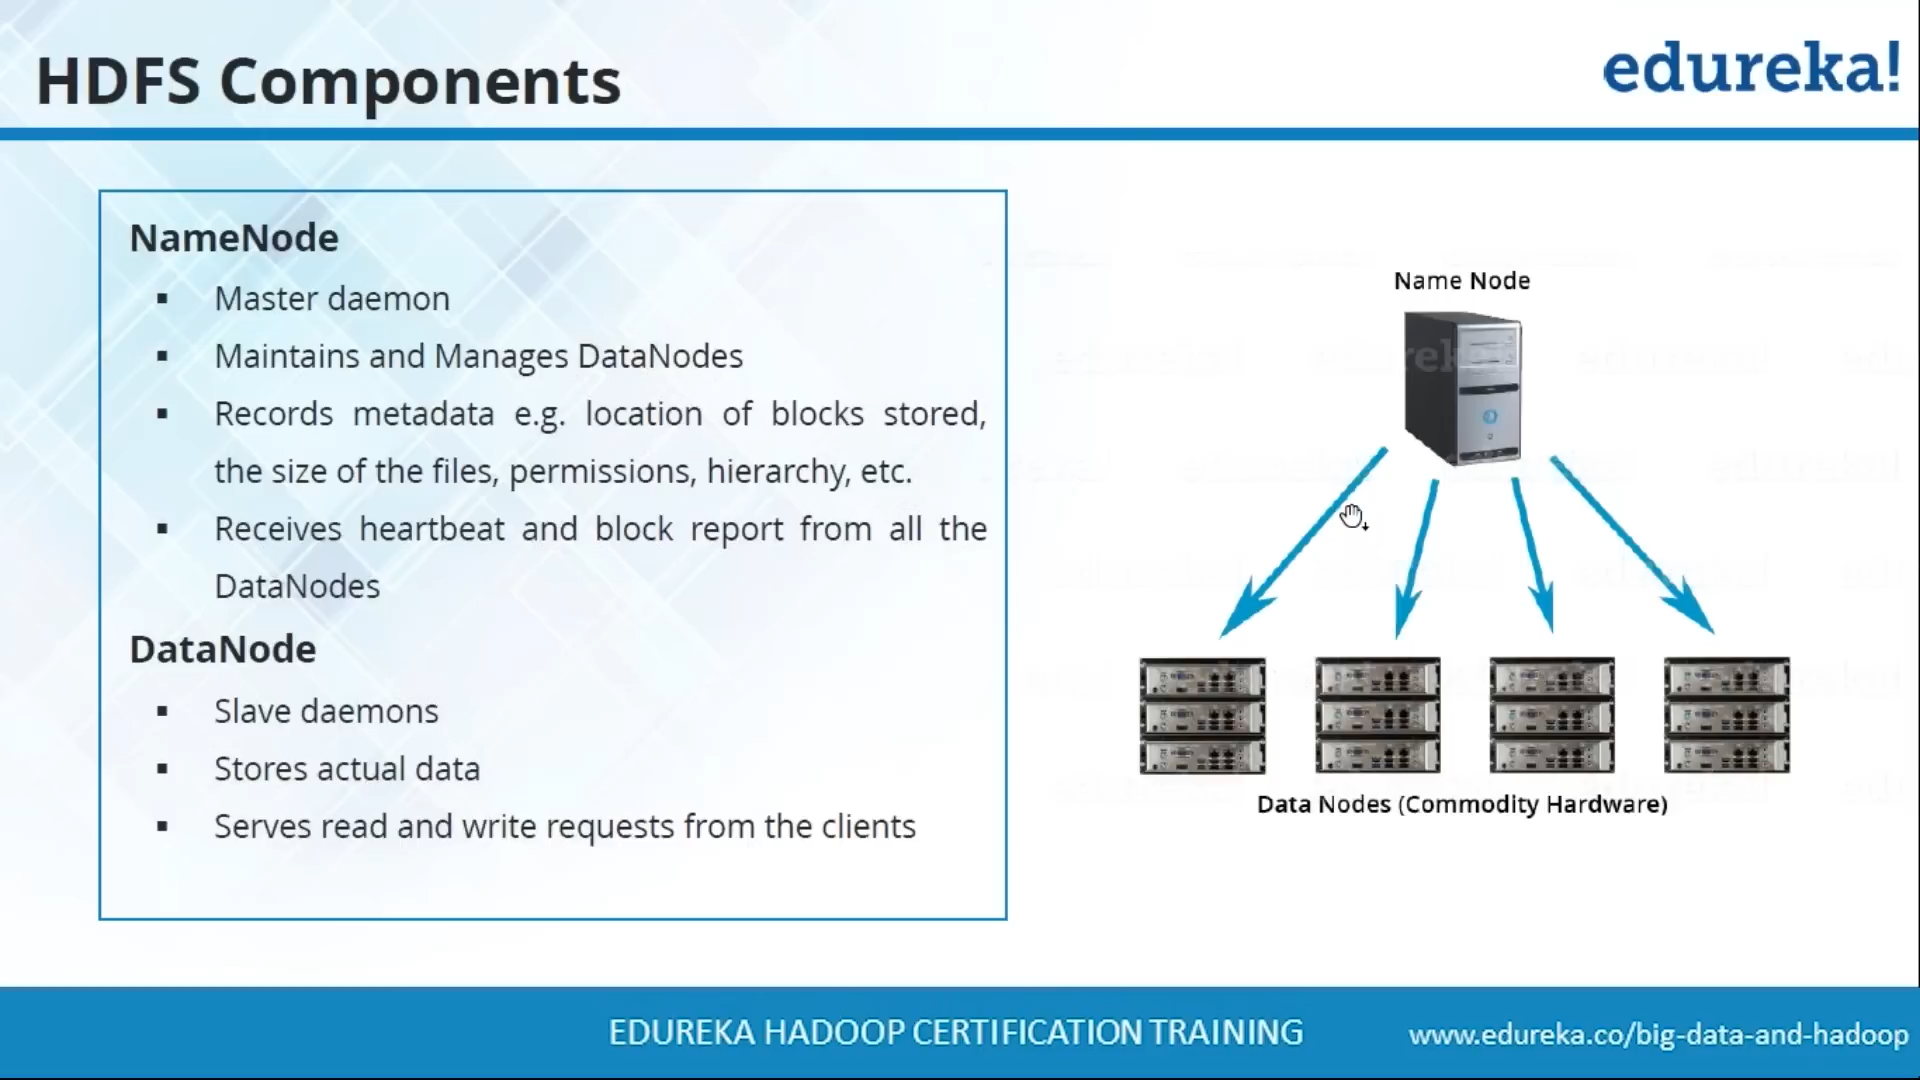 HDFS Components
edureka!
NameNode
▪ Master daemon
▪ Maintains and Manages DataNodes
▪ Records metadata e.g. location of blocks stored,
the size of the files, permissions, hierarchy, etc.
▪ Receives heartbeat and block report from all the
DataNodes
DataNode
▪ Slave daemons
▪ Stores actual data
▪ Serves read and write requests from the clients
Name Node
Data Nodes (Commodity Hardware)
EDUREKA HADOOP CERTIFICATION TRAINING
www.edureka.co/big-data-and-hadoop